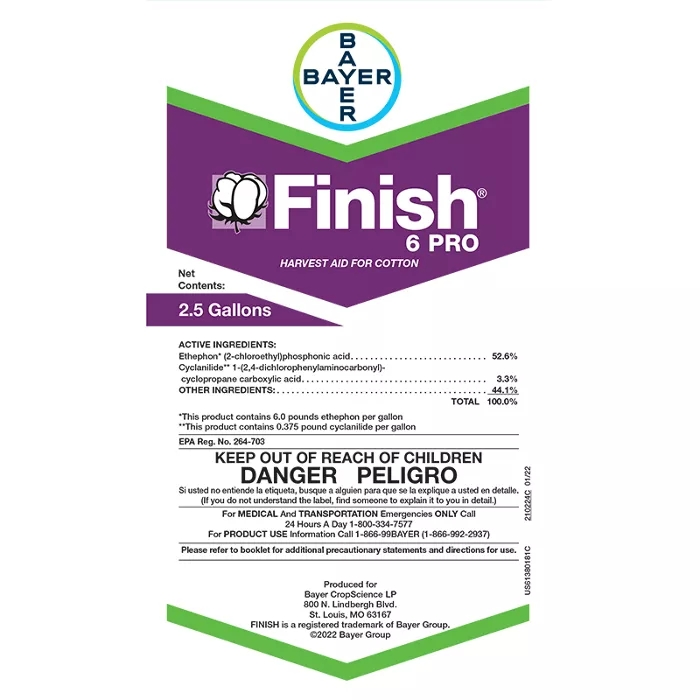 BAYER
BAYER
Finish®
6 PRO
HARVEST AID FOR COTTON
Net
Contents:
2.5 Gallons
ACTIVE INGREDIENTS:
Ethephon* (2-chloroethyl)phosphonic acid. . . . . . . . . . . . . . . . . . . . . . . . . . . . 52.6%
Cyclanilide** 1-(2,4-dichlorophenylaminocarbonyl)-
cyclopropane carboxylic acid. . . . . . . . . . . . . . . . . . . . . . . . . . . . . . . . . . . . . . 3.3%
OTHER INGREDIENTS:. . . . . . . . . . . . . . . . . . . . . . . . . . . . . . . . . . . . . . . . . . 44.1%
TOTAL 100.0%
*This product contains 6.0 pounds ethephon per gallon
**This product contains 0.375 pound cyclanilide per gallon
EPA Reg. No. 264-703
KEEP OUT OF REACH OF CHILDREN
DANGER PELIGRO
Si usted no entiende la etiqueta, busque a alguien para que se la explique a usted en detalle.
(If you do not understand the label, find someone to explain it to you in detail.)
For MEDICAL And TRANSPORTATION Emergencies ONLY Call
24 Hours A Day 1-800-334-7577
For PRODUCT USE Information Call 1-866-99BAYER (1-866-992-2937)
Please refer to booklet for additional precautionary statements and directions for use.
US61380181C 210224C 01/22
Produced for
Bayer CropScience LP
800 N. Lindbergh Blvd.
St. Louis, MO 63167
FINISH is a registered trademark of Bayer Group.
©2022 Bayer Group